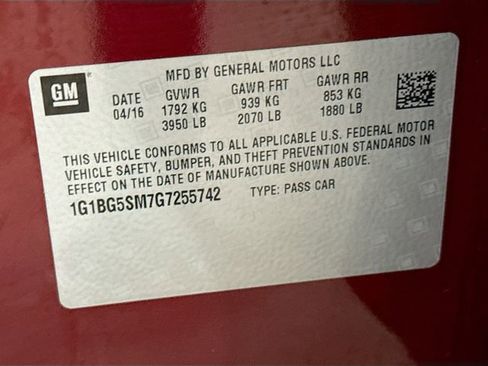 GM
MFD BY GENERAL MOTORS LLC
DATE GVWR GAWR FRT GAWR RR
04/16 1792 KG 939 KG 853 KG
3950 LB 2070 LB 1880 LB
THIS VEHICLE CONFORMS TO ALL APPLICABLE U.S. FEDERAL MOTOR
VEHICLE SAFETY, BUMPER, AND THEFT PREVENTION STANDARDS IN
EFFECT ON THE DATE OF MANUFACTURE SHOWN ABOVE.
1G1BG5SM7G7255742 TYPE: PASS CAR